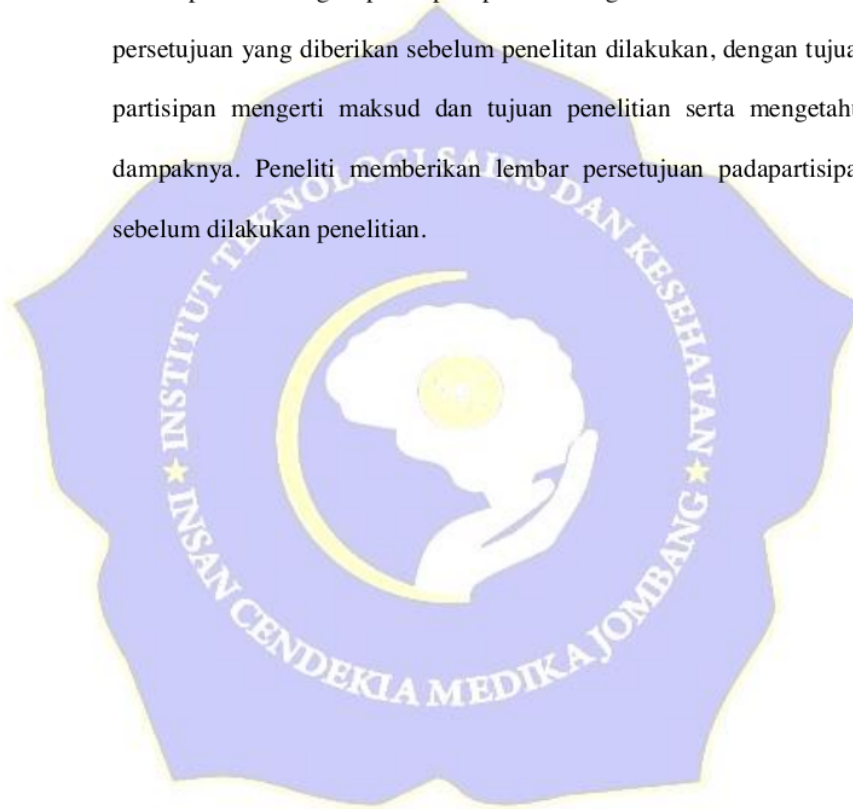 persetujuan yang diberikan sebelum penelitan dilakukan, dengan tujua
partisipan mengerti maksud dan tujuan penelitian serta mengetahu
dampaknya. Peneliti memberikan lembar persetujuan padapartisipa
sebelum dilakukan penelitian.
INSTITUT TEKNOLOGI SAINS DAN KESEHATAN
INSAN CENDEKIA MEDIKA JOMBANG